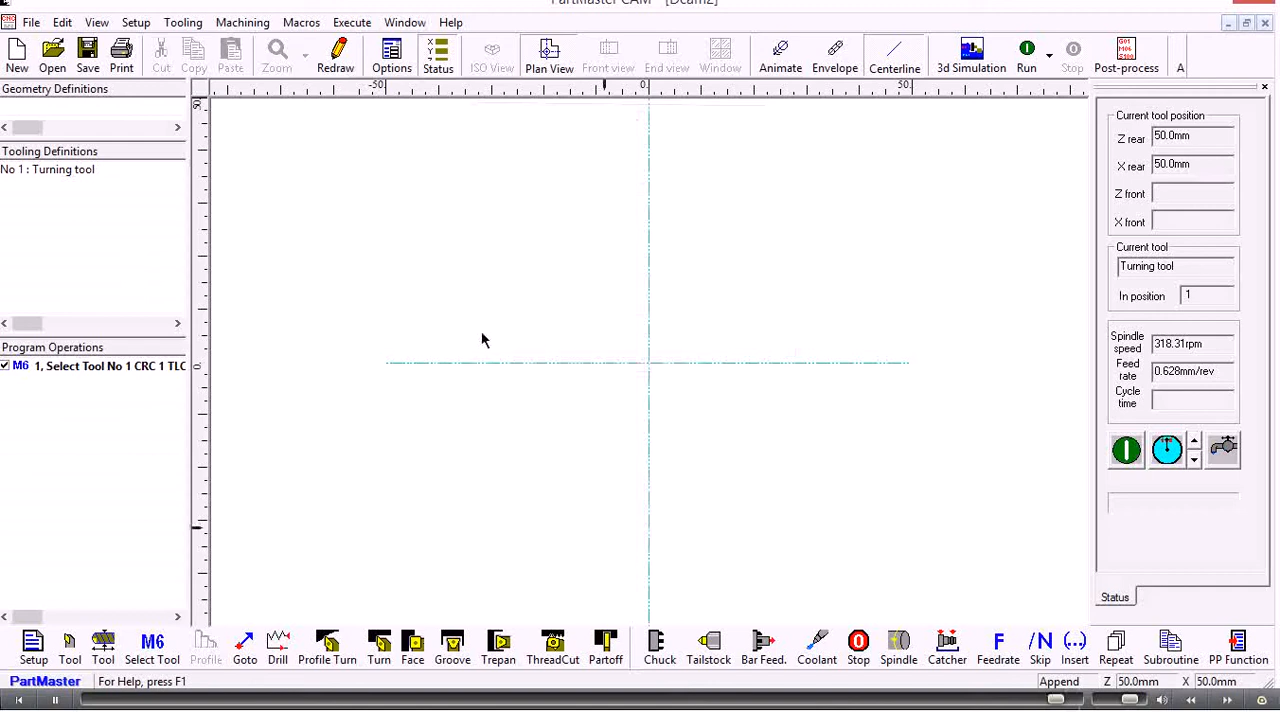 PartMaster CAM - [Dcam2]
File Edit View Setup Tooling Machining Macros Execute Window Help
New Open Save Print Cut Copy Paste Zoom Redraw Options Status ISO View Plan View Front view End view Window Animate Envelope Centerline 3d Simulation Run Stop Post-process A
Geometry Definitions
-50 0 50
50
0
Tooling Definitions
No 1 : Turning tool
Program Operations
M6 1, Select Tool No 1 CRC 1 TLC
Current tool position
Z rear 50.0mm
X rear 50.0mm
Z front
X front
Current tool
Turning tool
In position 1
Spindle speed 318.31rpm
Feed rate 0.628mm/rev
Cycle time
Status
M6 /N F (..)
Setup Tool Tool Select Tool Profile Goto Drill Profile Turn Turn Face Groove Trepan ThreadCut Partoff Chuck Tailstock Bar Feed. Coolant Stop Spindle Catcher Feedrate Skip Insert Repeat Subroutine PP Function
PartMaster For Help, press F1 Append Z 50.0mm X 50.0mm